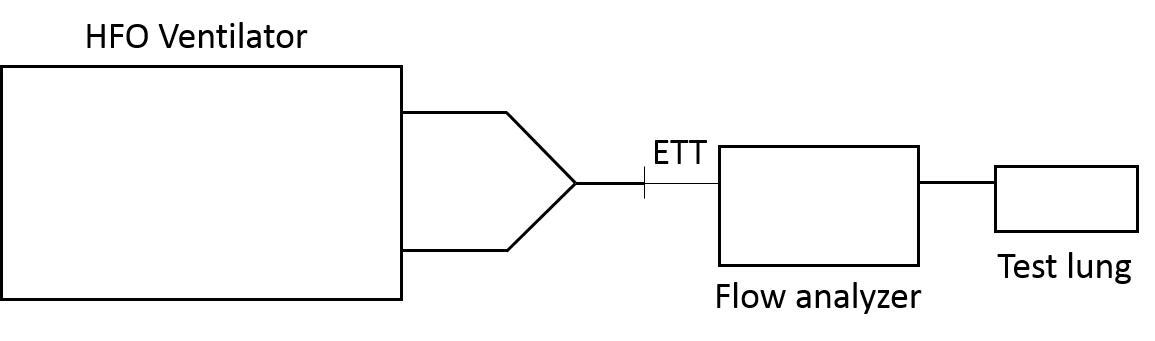 HFO Ventilator
ETT
Flow analyzer
Test lung